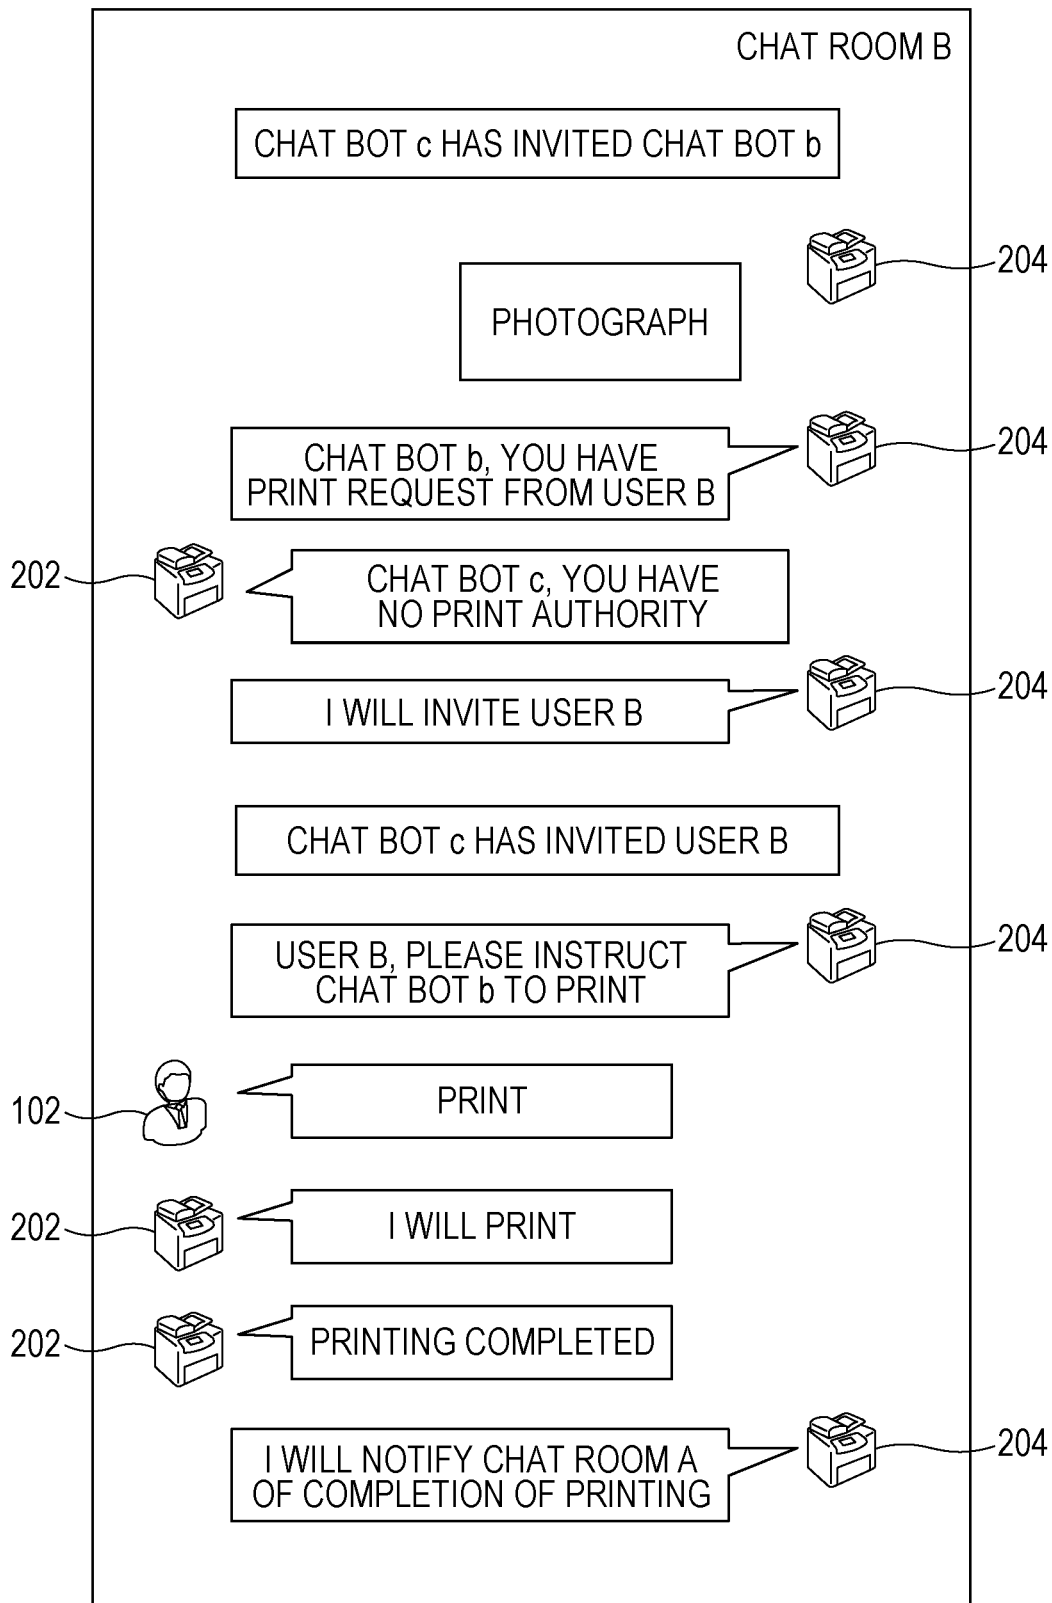 CHAT ROOM B
CHAT BOT c HAS INVITED CHAT BOT b
204
PHOTOGRAPH
204
CHAT BOT b, YOU HAVE
PRINT REQUEST FROM USER B
202
CHAT BOT c, YOU HAVE
NO PRINT AUTHORITY
204
I WILL INVITE USER B
CHAT BOT c HAS INVITED USER B
204
USER B, PLEASE INSTRUCT
CHAT BOT b TO PRINT
102
PRINT
202
I WILL PRINT
202
PRINTING COMPLETED
204
I WILL NOTIFY CHAT ROOM A
OF COMPLETION OF PRINTING